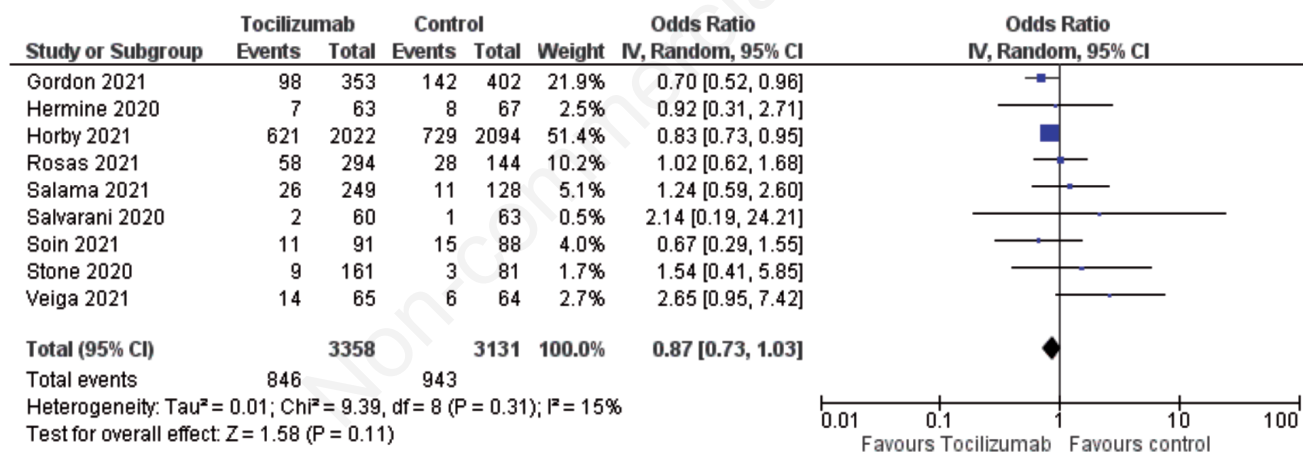 Tocilizumab Control Odds Ratio Odds Ratio
Study or Subgroup Events Total Events Total Weight IV, Random, 95% CI IV, Random, 95% CI
Gordon 2021 98 353 142 402 21.9% 0.70 [0.52, 0.96]
Hermine 2020 7 63 8 67 2.5% 0.92 [0.31, 2.71]
Horby 2021 621 2022 729 2094 51.4% 0.83 [0.73, 0.95]
Rosas 2021 58 294 28 144 10.2% 1.02 [0.62, 1.68]
Salama 2021 26 249 11 128 5.1% 1.24 [0.59, 2.60]
Salvarani 2020 2 60 1 63 0.5% 2.14 [0.19, 24.21]
Soin 2021 11 91 15 88 4.0% 0.67 [0.29, 1.55]
Stone 2020 9 161 3 81 1.7% 1.54 [0.41, 5.85]
Veiga 2021 14 65 6 64 2.7% 2.65 [0.95, 7.42]
Total (95% CI) 3358 3131 100.0% 0.87 [0.73, 1.03]
Total events 846 943
Heterogeneity: Tau² = 0.01; Chi² = 9.39, df = 8 (P = 0.31); I² = 15%
Test for overall effect: Z = 1.58 (P = 0.11)
0.01 0.1 1 10 100
Favours Tocilizumab Favours control
Non-commercial